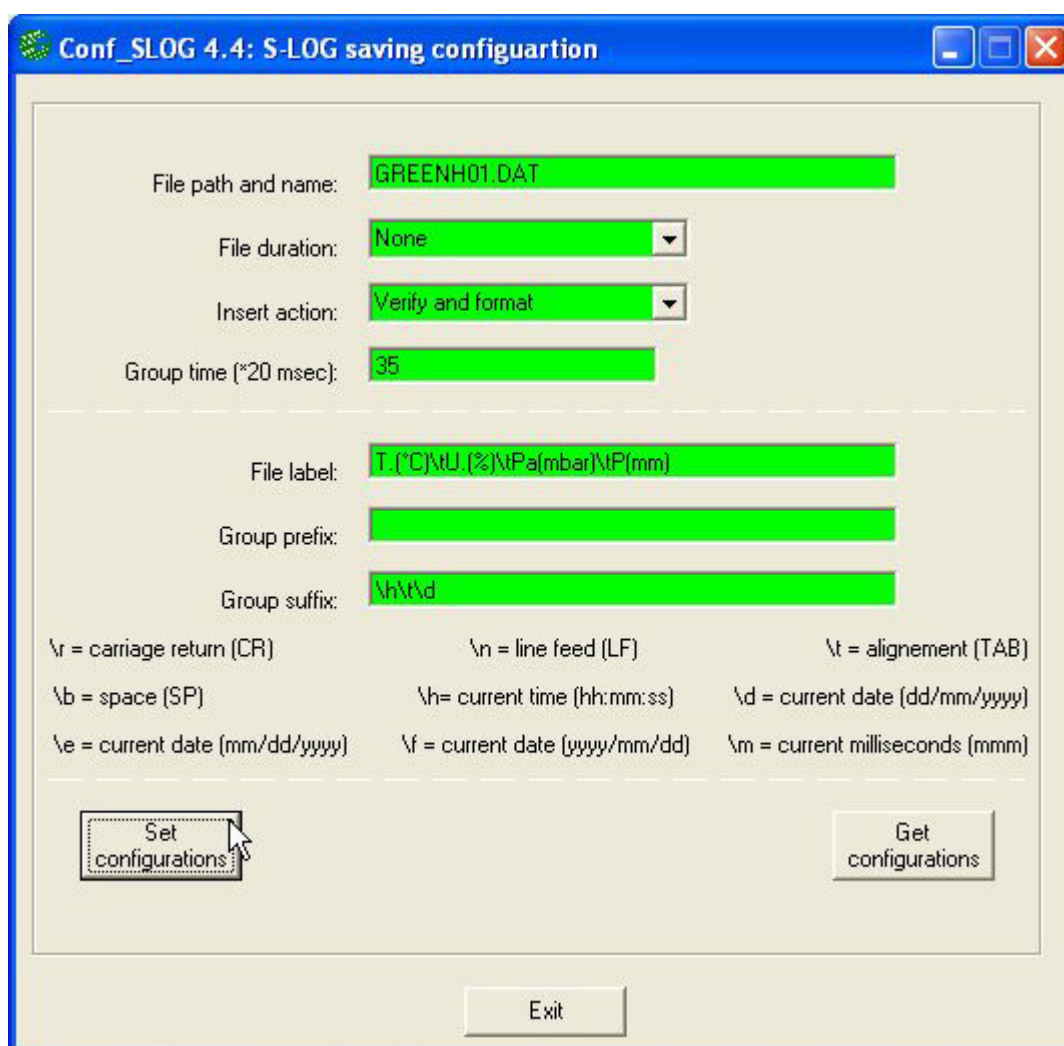 Conf_SLOG 4.4: S-LOG saving configuartion
File path and name: GREENH01.DAT
File duration: None
Insert action: Verify and format
Group time (*20 msec): 35
File label: T.(°C)\tU.(%)\tPa(mbar)\tP(mm)
Group prefix:
Group suffix: \h\t\d
\r = carriage return (CR) \n = line feed (LF) \t = alignement (TAB)
\b = space (SP) \h= current time (hh:mm:ss) \d = current date (dd/mm/yyyy)
\e = current date (mm/dd/yyyy) \f = current date (yyyy/mm/dd) \m = current milliseconds (mmm)
Set
configurations
Get
configurations
Exit